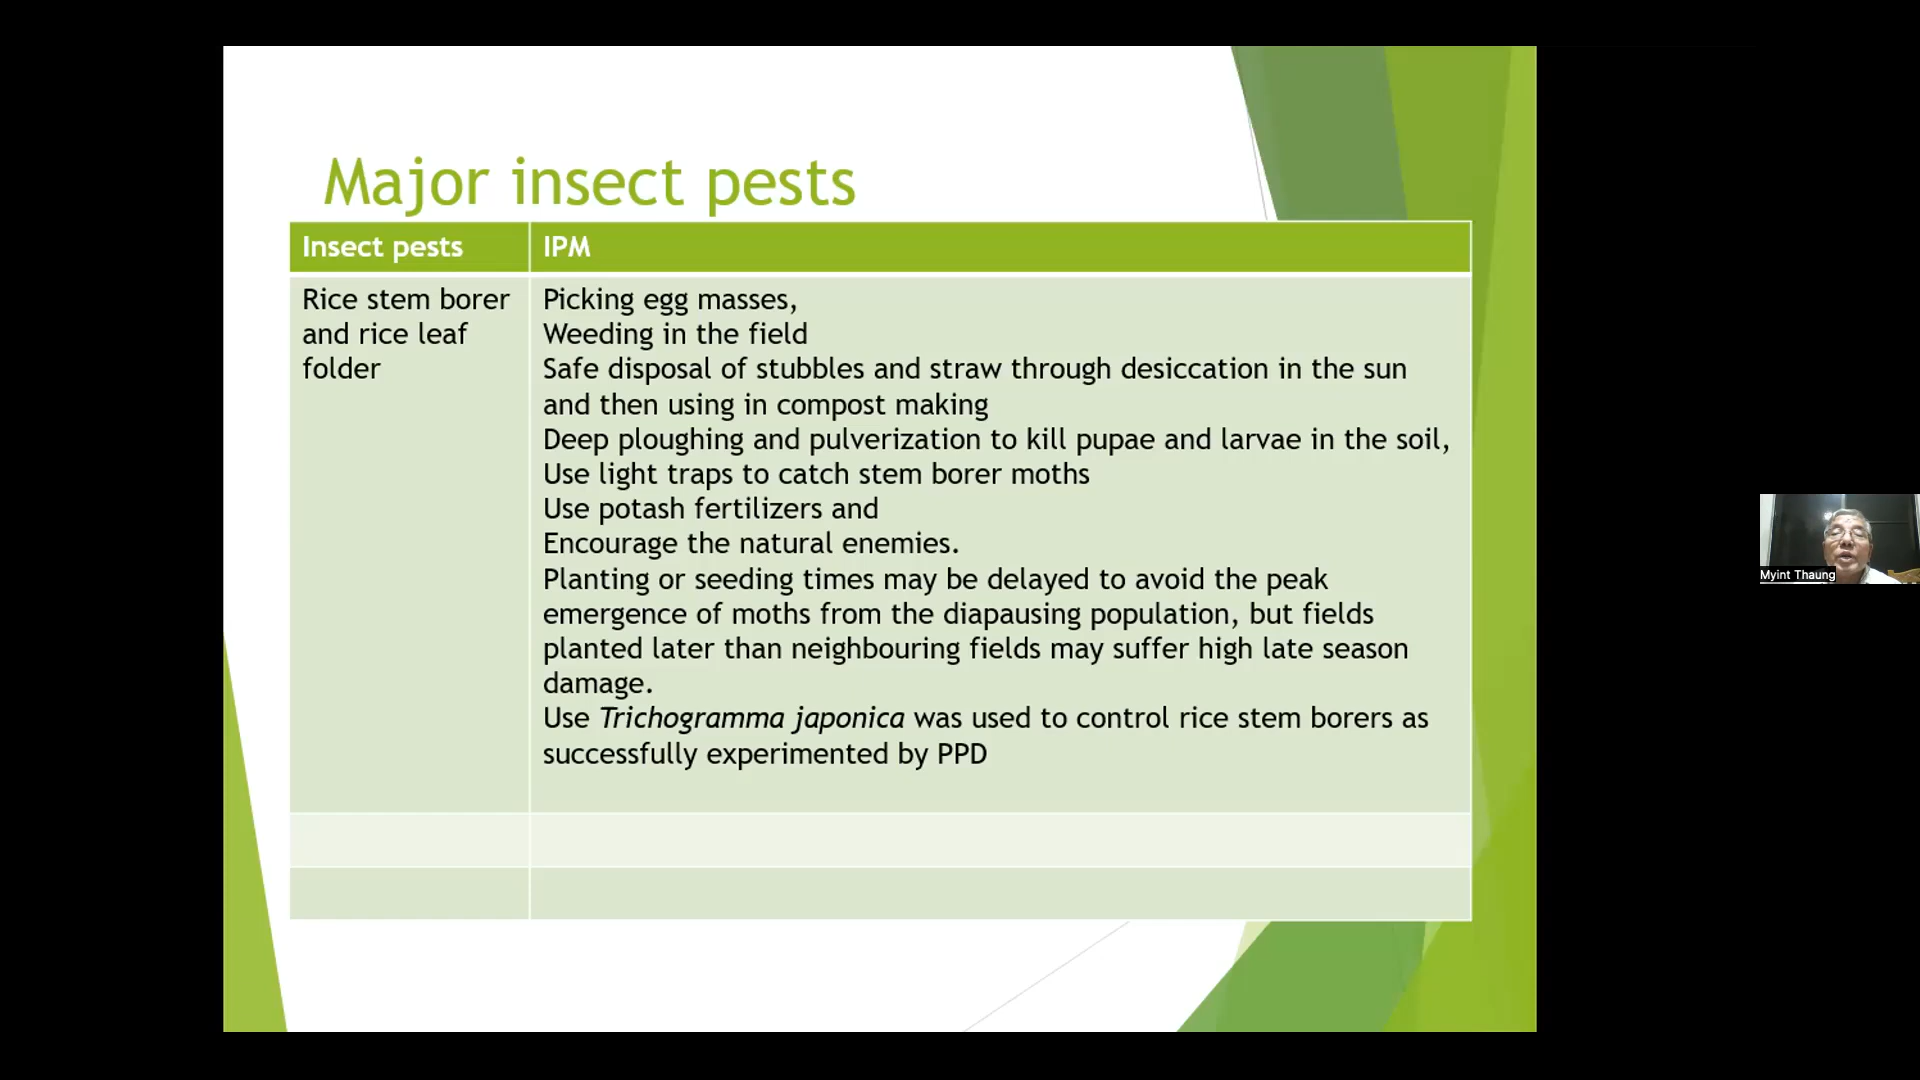 Major insect pests
Insect pests
IPM
Rice stem borer
and rice leaf
folder
Picking egg masses,
Weeding in the field
Safe disposal of stubbles and straw through desiccation in the sun
and then using in compost making
Deep ploughing and pulverization to kill pupae and larvae in the soil,
Use light traps to catch stem borer moths
Use potash fertilizers and
Encourage the natural enemies.
Planting or seeding times may be delayed to avoid the peak
emergence of moths from the diapausing population, but fields
planted later than neighbouring fields may suffer high late season
damage.
Use Trichogramma japonica was used to control rice stem borers as
successfully experimented by PPD
Myint Thaung